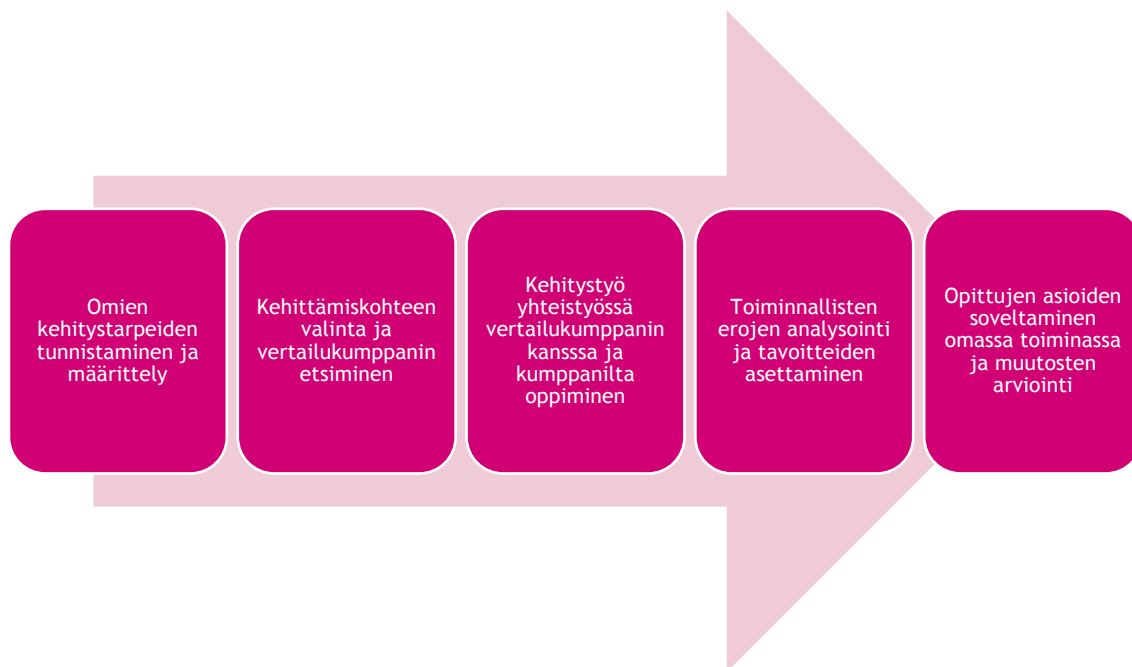 Omien
kehitystarpeiden
tunnistaminen ja
määrittely
Kehittämiskohteen
valinta ja
vertailukumppanin
etsiminen
Kehitystyö
yhteistyössä
vertailukumppanin
kansssa ja
kumppanilta
oppiminen
Toiminnallisten
erojen analysointi
ja tavoitteiden
asettaminen
Opittujen asioiden
soveltaminen
omassa toiminassa
ja muutosten
arviointi